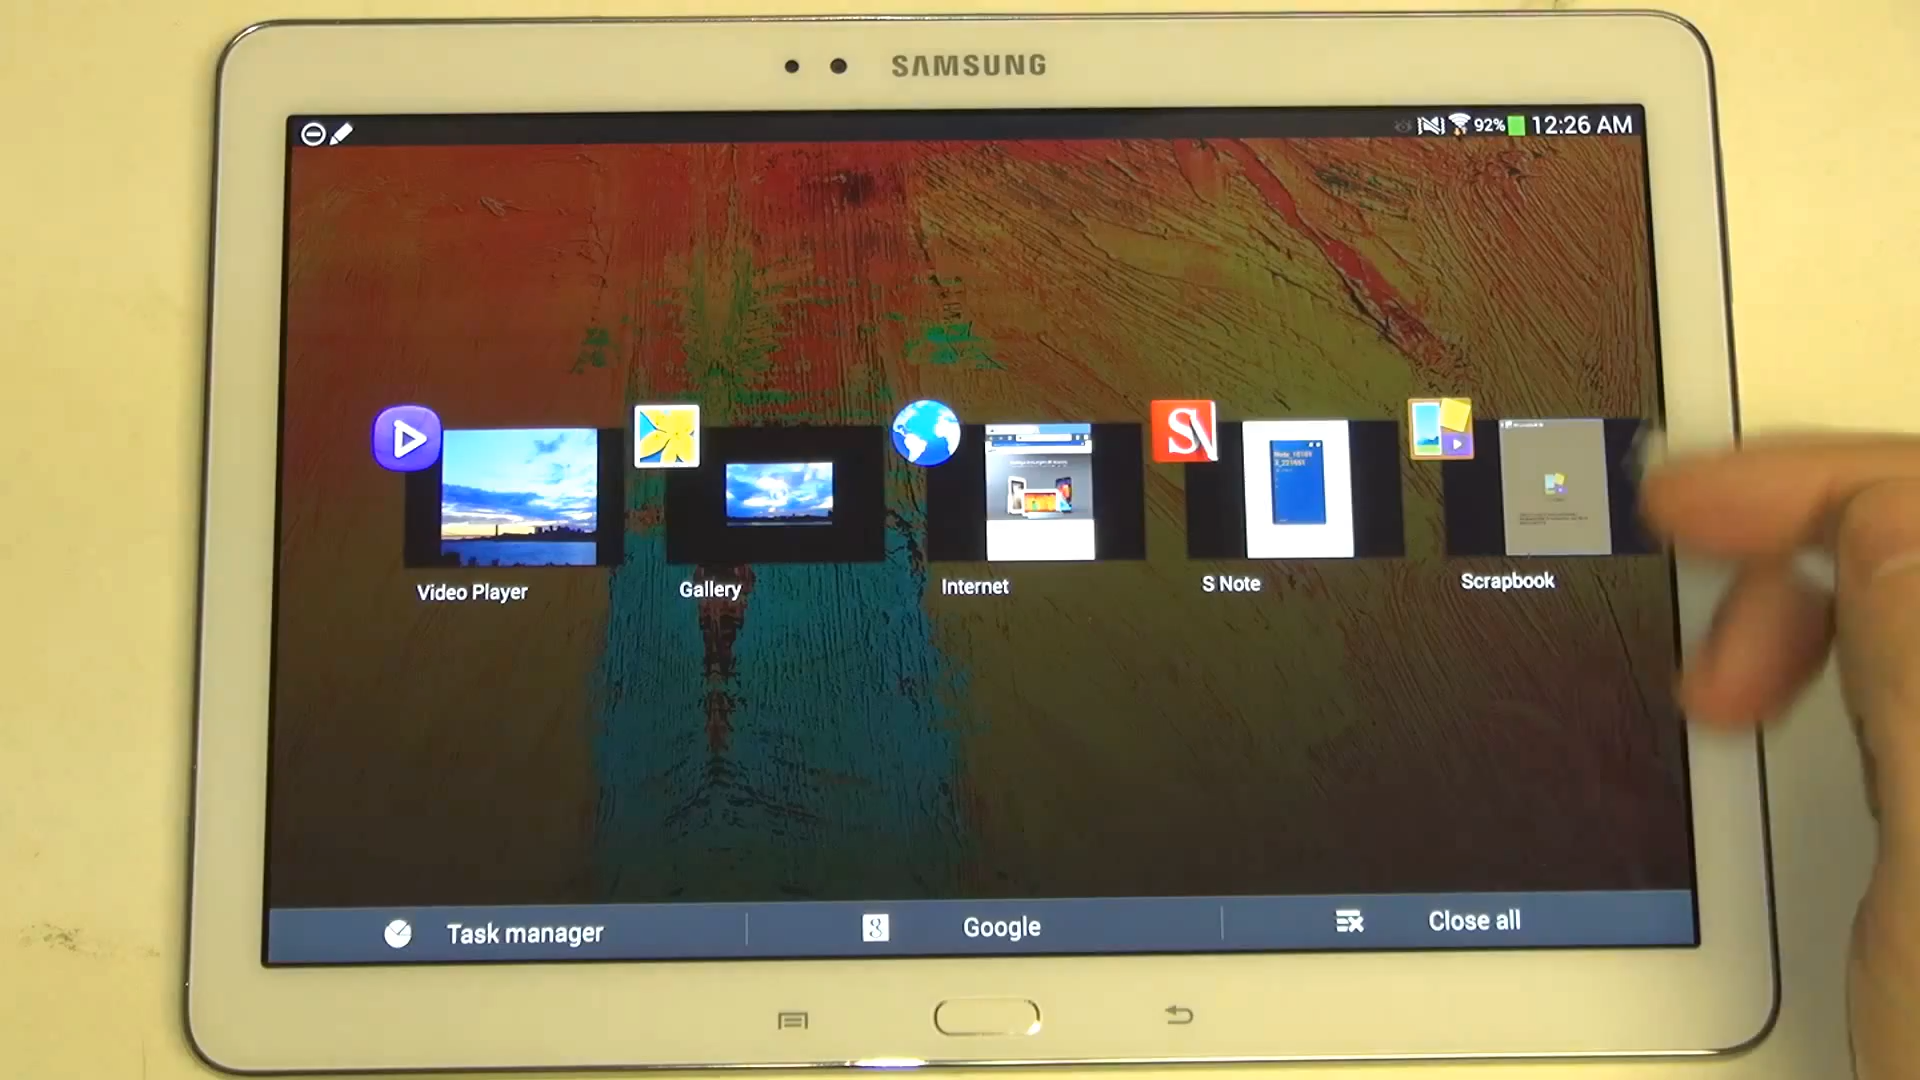 SAMSUNG
92% 12:26 AM
Video Player
Gallery
Internet
S Note
Scrapbook
Task manager
Google
Close all